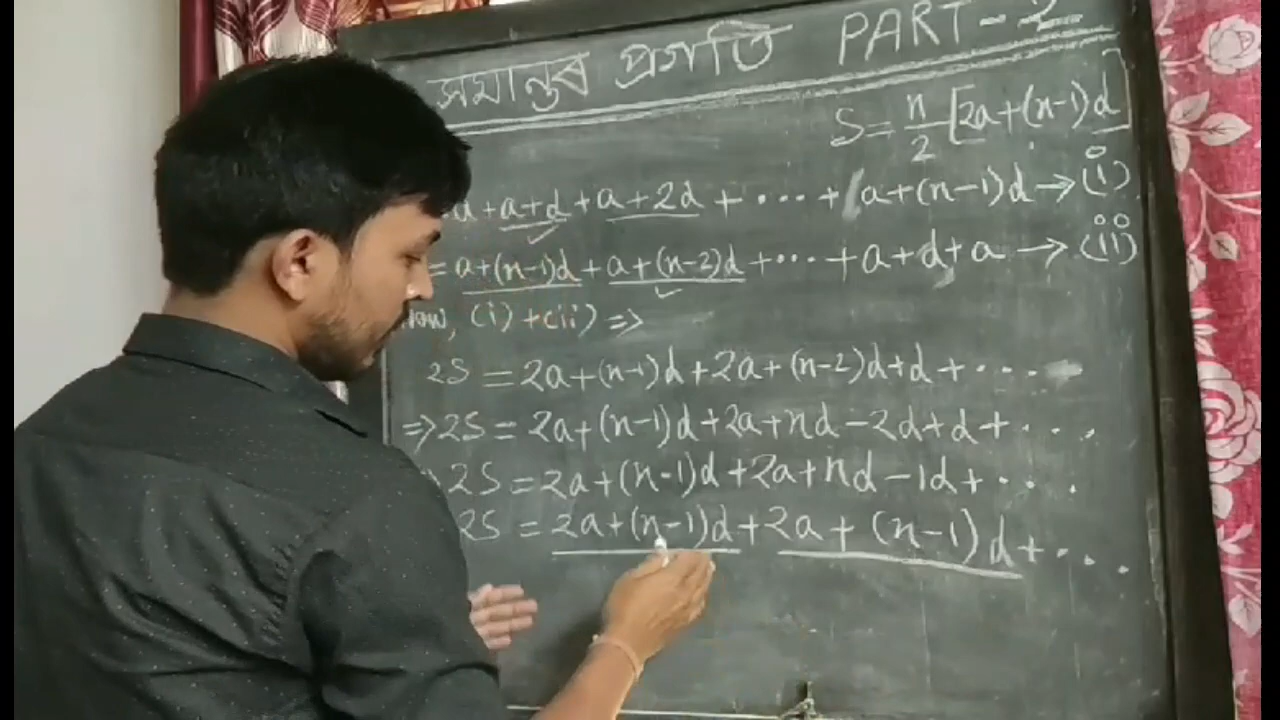 সমান্তৰ প্ৰগতি PART-2
S = n/2 [2a+(n-1)d]
a + a+d + a+2d + ··· + a+(n-1)d → (i)
= a+(n-1)d + a+(n-2)d + ··· + a+d+a → (ii)
Now, (i) + (ii) ⇒
2S = 2a+(n-1)d+2a+(n-2)d+d+ ····
⇒ 2S = 2a+(n-1)d+2a+nd-2d+d+ ···
2S = 2a+(n-1)d+2a+nd-1d+ ···
2S = 2a+(n-1)d+2a+(n-1)d+ ···